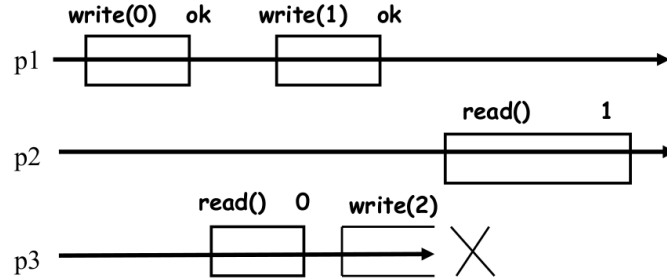 write(0) ok write(1) ok
p1
read() 1
p2
read() 0 write(2)
p3